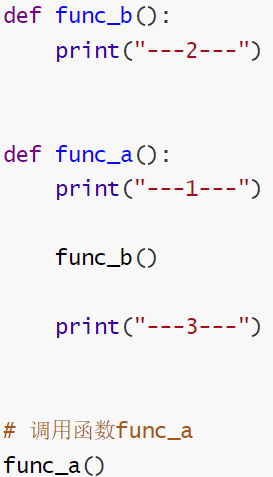 def func_b():
    print("---2---")
def func_a():
    print("---1---")
    func_b()
    print("---3---")
# 调用函数func_a
func_a()